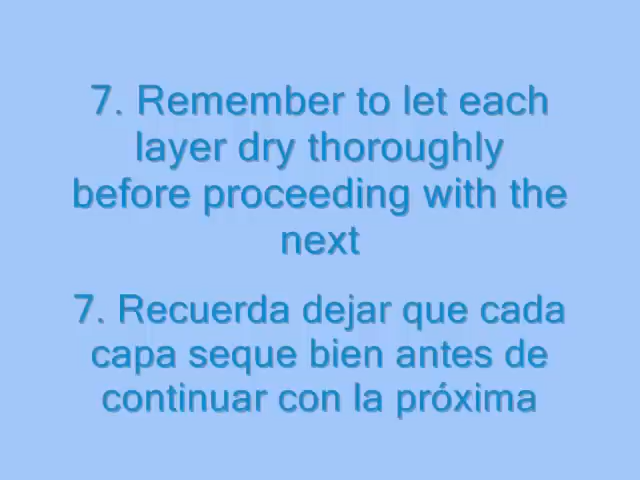 7. Remember to let each
layer dry thoroughly
before proceeding with the
next
7. Recuerda dejar que cada
capa seque bien antes de
continuar con la próxima